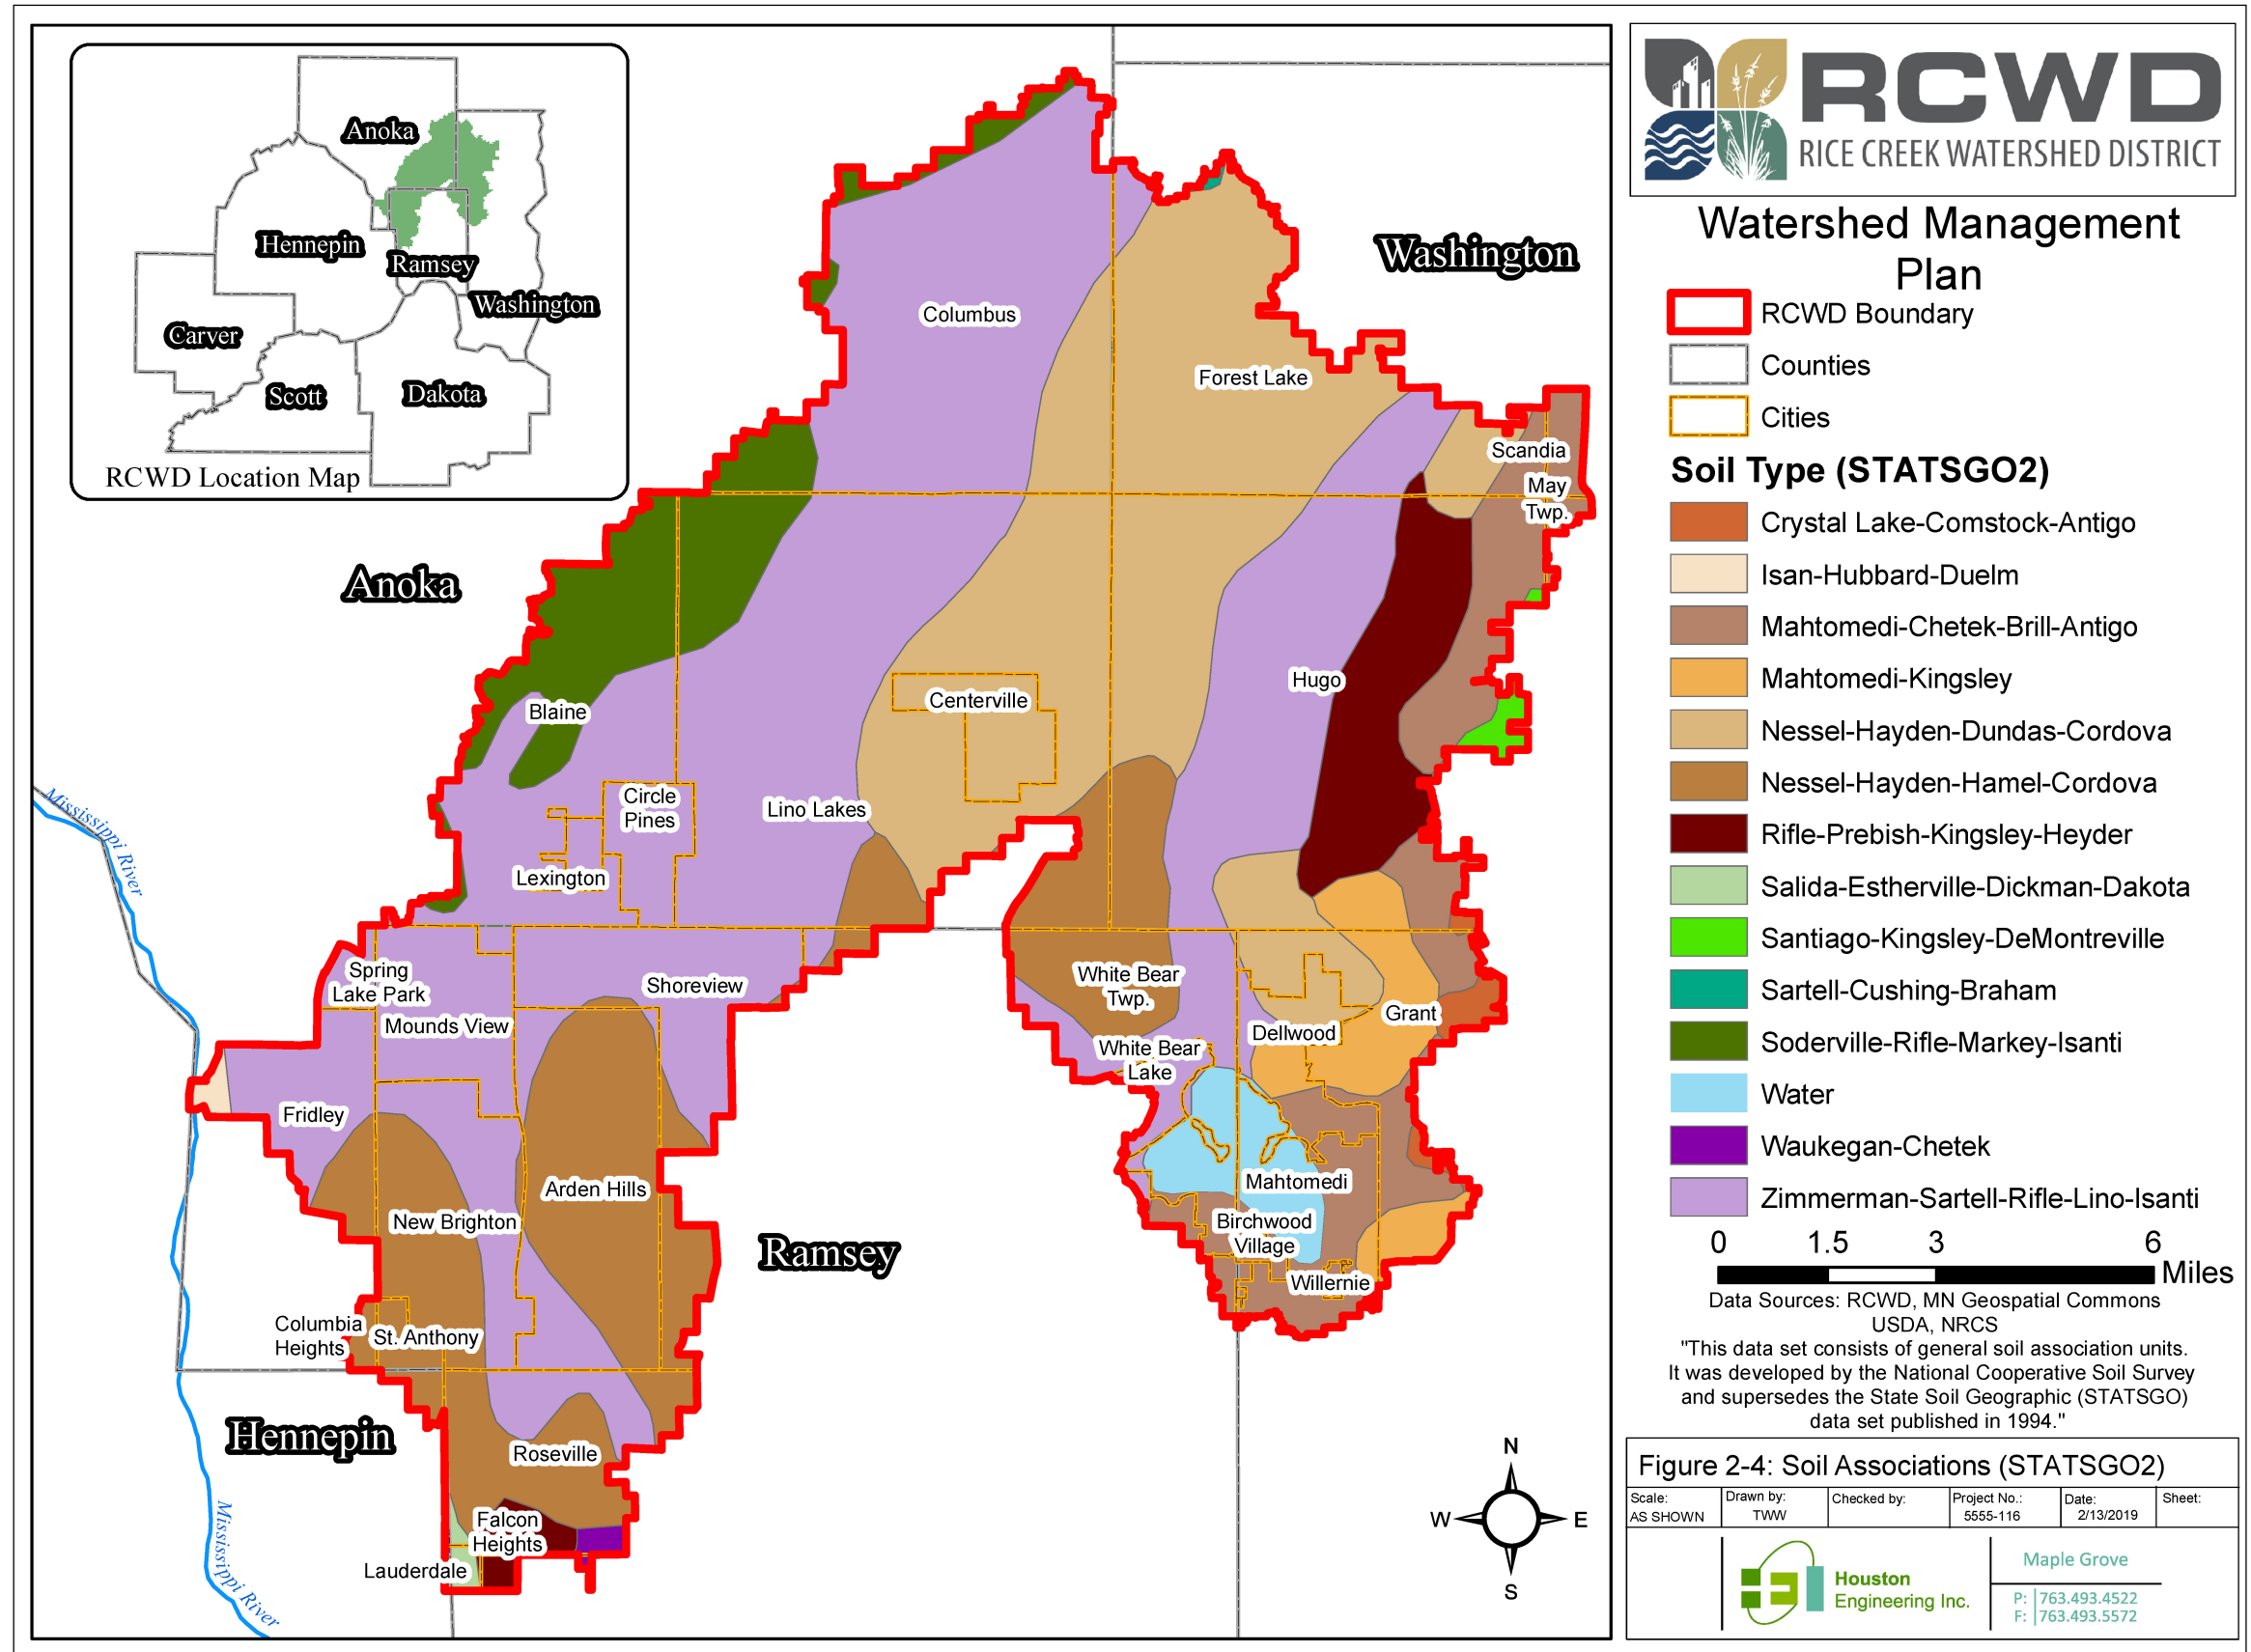 Anoka
Hennepin
Ramsey
Washington
Carver
Scott
Dakota
RCWD Location Map
Washington
Columbus
Forest Lake
Scandia
May
Twp.
Anoka
Hugo
Centerville
Blaine
Circle
Pines
Lino Lakes
Lexington
Mississippi River
Spring
Lake Park
Shoreview
White Bear
Twp.
Mounds View
Grant
Dellwood
White Bear
Lake
Fridley
Arden Hills
Mahtomedi
New Brighton
Birchwood
Village
Ramsey
Willernie
Columbia
Heights
St. Anthony
Hennepin
Roseville
Falcon
Heights
Lauderdale
Mississippi River
N
W
E
S
RCWD
RICE CREEK WATERSHED DISTRICT
Watershed Management
Plan
RCWD Boundary
Counties
Cities
Soil Type (STATSGO2)
Crystal Lake-Comstock-Antigo
Isan-Hubbard-Duelm
Mahtomedi-Chetek-Brill-Antigo
Mahtomedi-Kingsley
Nessel-Hayden-Dundas-Cordova
Nessel-Hayden-Hamel-Cordova
Rifle-Prebish-Kingsley-Heyder
Salida-Estherville-Dickman-Dakota
Santiago-Kingsley-DeMontreville
Sartell-Cushing-Braham
Soderville-Rifle-Markey-Isanti
Water
Waukegan-Chetek
Zimmerman-Sartell-Rifle-Lino-Isanti
0 1.5 3 6
Miles
Data Sources: RCWD, MN Geospatial Commons
USDA, NRCS
"This data set consists of general soil association units.
It was developed by the National Cooperative Soil Survey
and supersedes the State Soil Geographic (STATSGO)
data set published in 1994."
Figure 2-4: Soil Associations (STATSGO2)
Scale:
AS SHOWN
Drawn by:
TWW
Checked by:
Project No.:
5555-116
Date:
2/13/2019
Sheet:
Houston
Engineering Inc.
Maple Grove
P: 763.493.4522
F: 763.493.5572